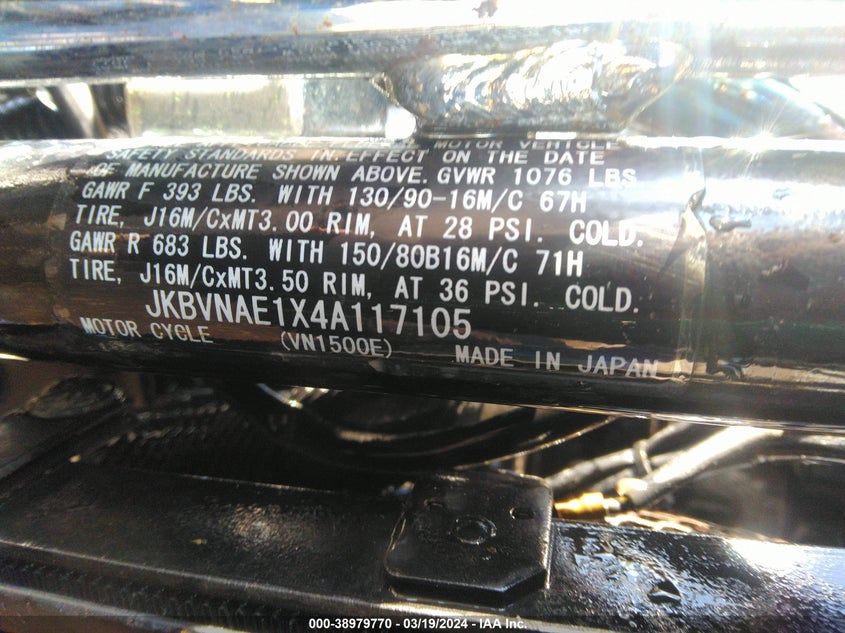 MOTOR VEHICLE
SAFETY STANDARDS IN EFFECT ON THE DATE
OF MANUFACTURE SHOWN ABOVE. GVWR 1076 LBS.
GAWR F 393 LBS. WITH 130/90-16M/C 67H
TIRE, J16M/CxMT3.00 RIM, AT 28 PSI. COLD.
GAWR R 683 LBS. WITH 150/80B16M/C 71H
TIRE, J16M/CxMT3.50 RIM, AT 36 PSI. COLD.
JKBVNAE1X4A117105
MOTOR CYCLE (VN1500E) MADE IN JAPAN
000-38979770 - 03/19/2024 - IAA Inc.